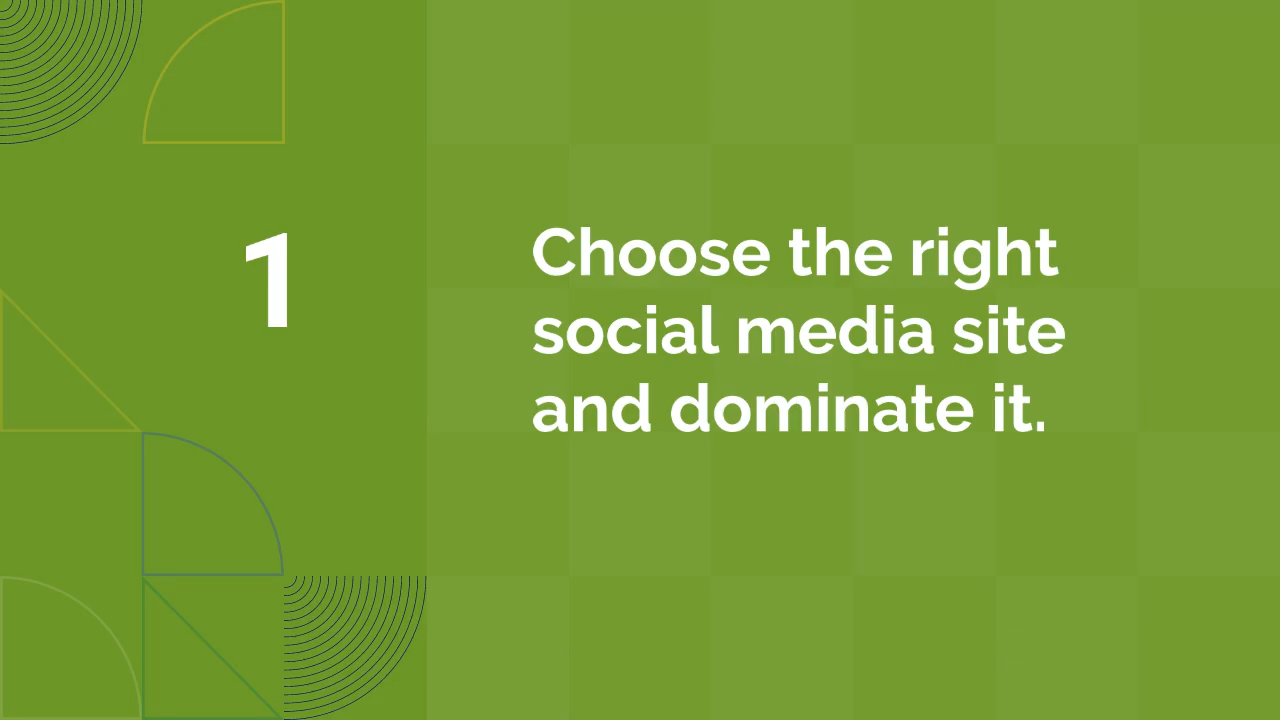 1
Choose the right
social media site
and dominate it.